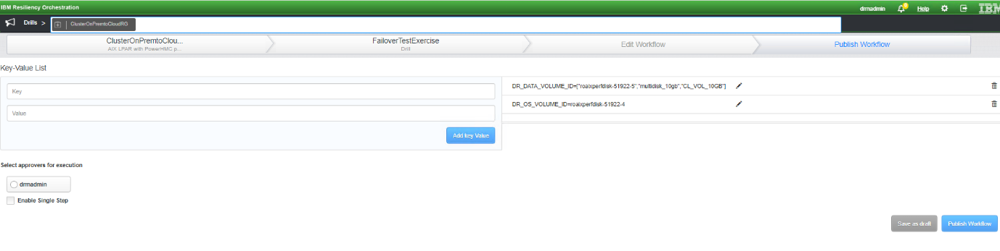 IBM Resiliency Orchestration
drmadmin Help IBM
Drills > ClusterOnPremtoCloudRG
ClusterOnPremtoClou... FailoverTestExercise Edit Workflow Publish Workflow
AIX LPAR with PowerHMC p... Drill
Key-Value List
Key
Value
Add key Value
DR_DATA_VOLUME_ID=["roaixperfdisk-51922-5","multidisk_10gb","CL_VOL_10GB"]
DR_OS_VOLUME_ID=roaixperfdisk-51922-4
Select approvers for execution
drmadmin
Enable Single Step
Save as draft Publish Workflow